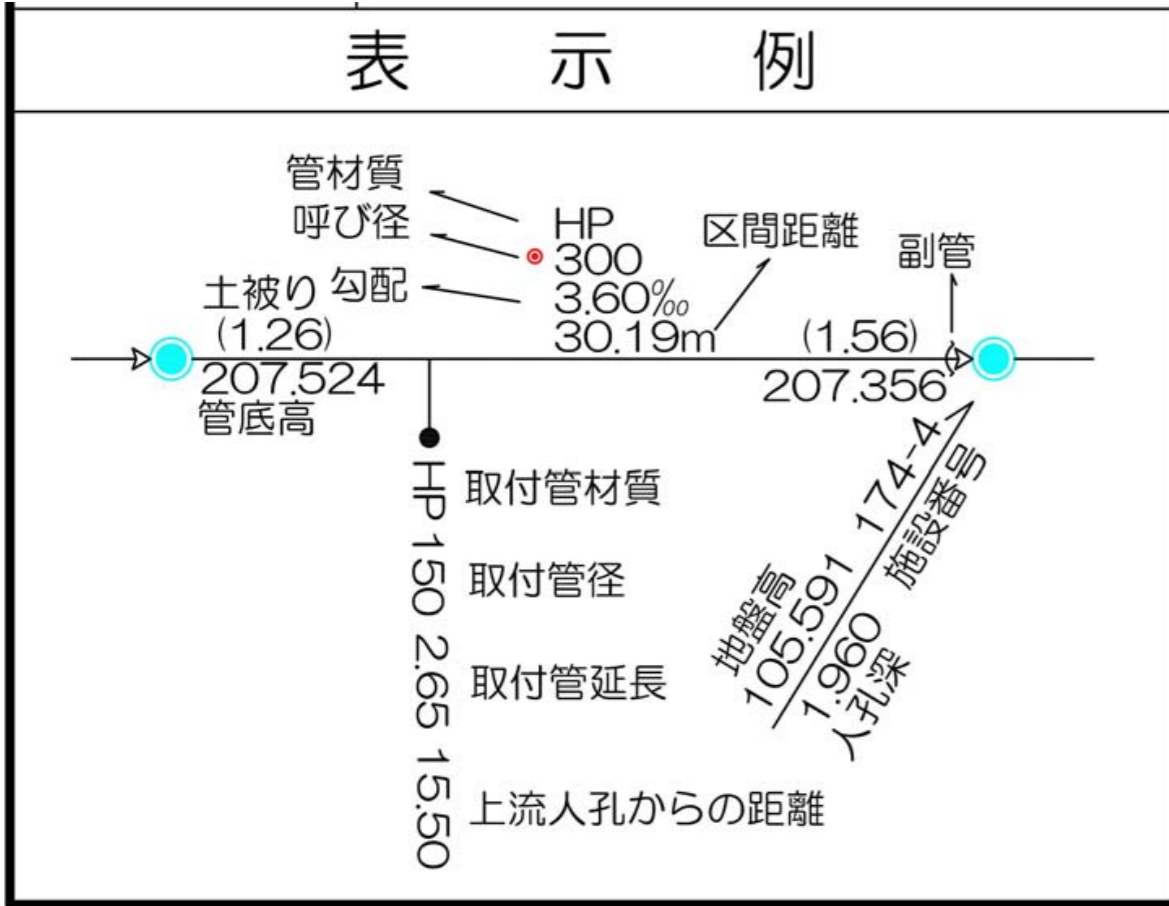 表 示 例
管材質
呼び径
勾配
HP
300
3.60‰
30.19m
区間距離
副管
土被り
(1.26)
207.524
管底高
(1.56)
207.356
HP 150 2.65 15.50
取付管材質
取付管径
取付管延長
上流人孔からの距離
174-4
施設番号
地盤高
105.591
1.960
人孔深